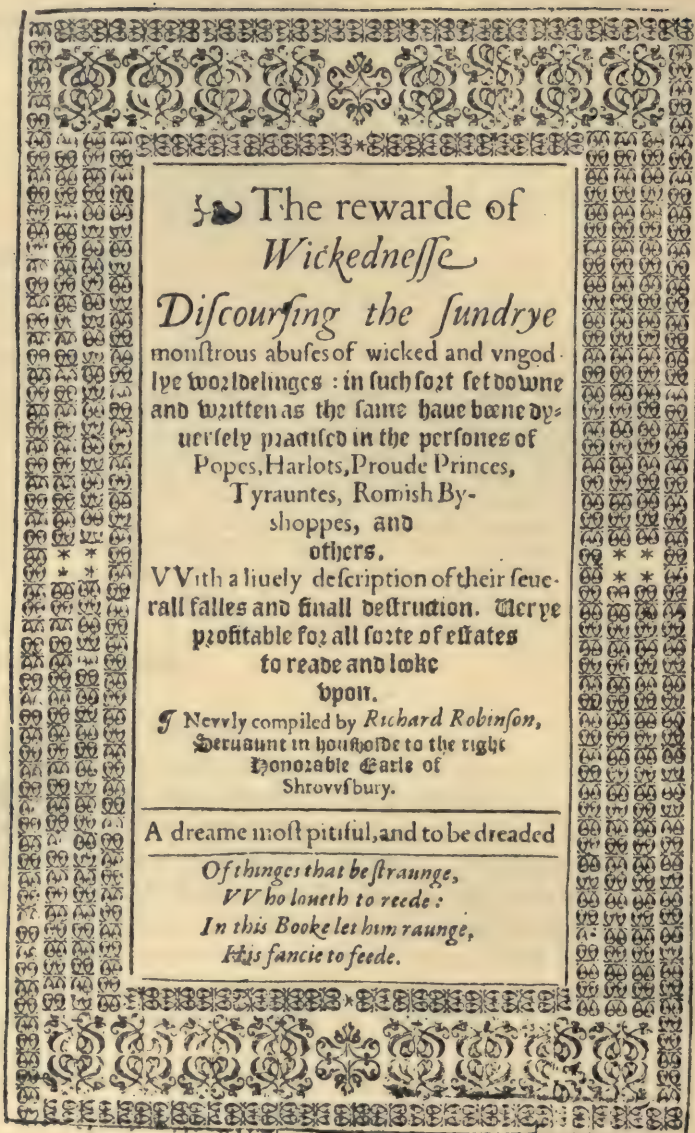 The rewarde of
Wickednesse
Discoursing the sundrye
monstrous abuses of wicked and vngod-
lye worldelinges : in such sort set downe
and written as the same haue beene dy-
uersely practised in the persones of
Popes, Harlots, Proude Princes,
Tyrauntes, Romish By-
shoppes, and
others.
VVith a liuely description of their seue-
rall falles and finall destruction. Verye
profitable for all sorte of estates
to reade and looke
vpon.
¶ Nevvly compiled by Richard Robinson,
Seruaunt in housholde to the right
Honorable Earle of
Shrovvsbury.
A dreame most pitiful, and to be dreaded
Of thinges that be straunge,
VVho loueth to reede :
In this Booke let him raunge,
His fancie to feede.